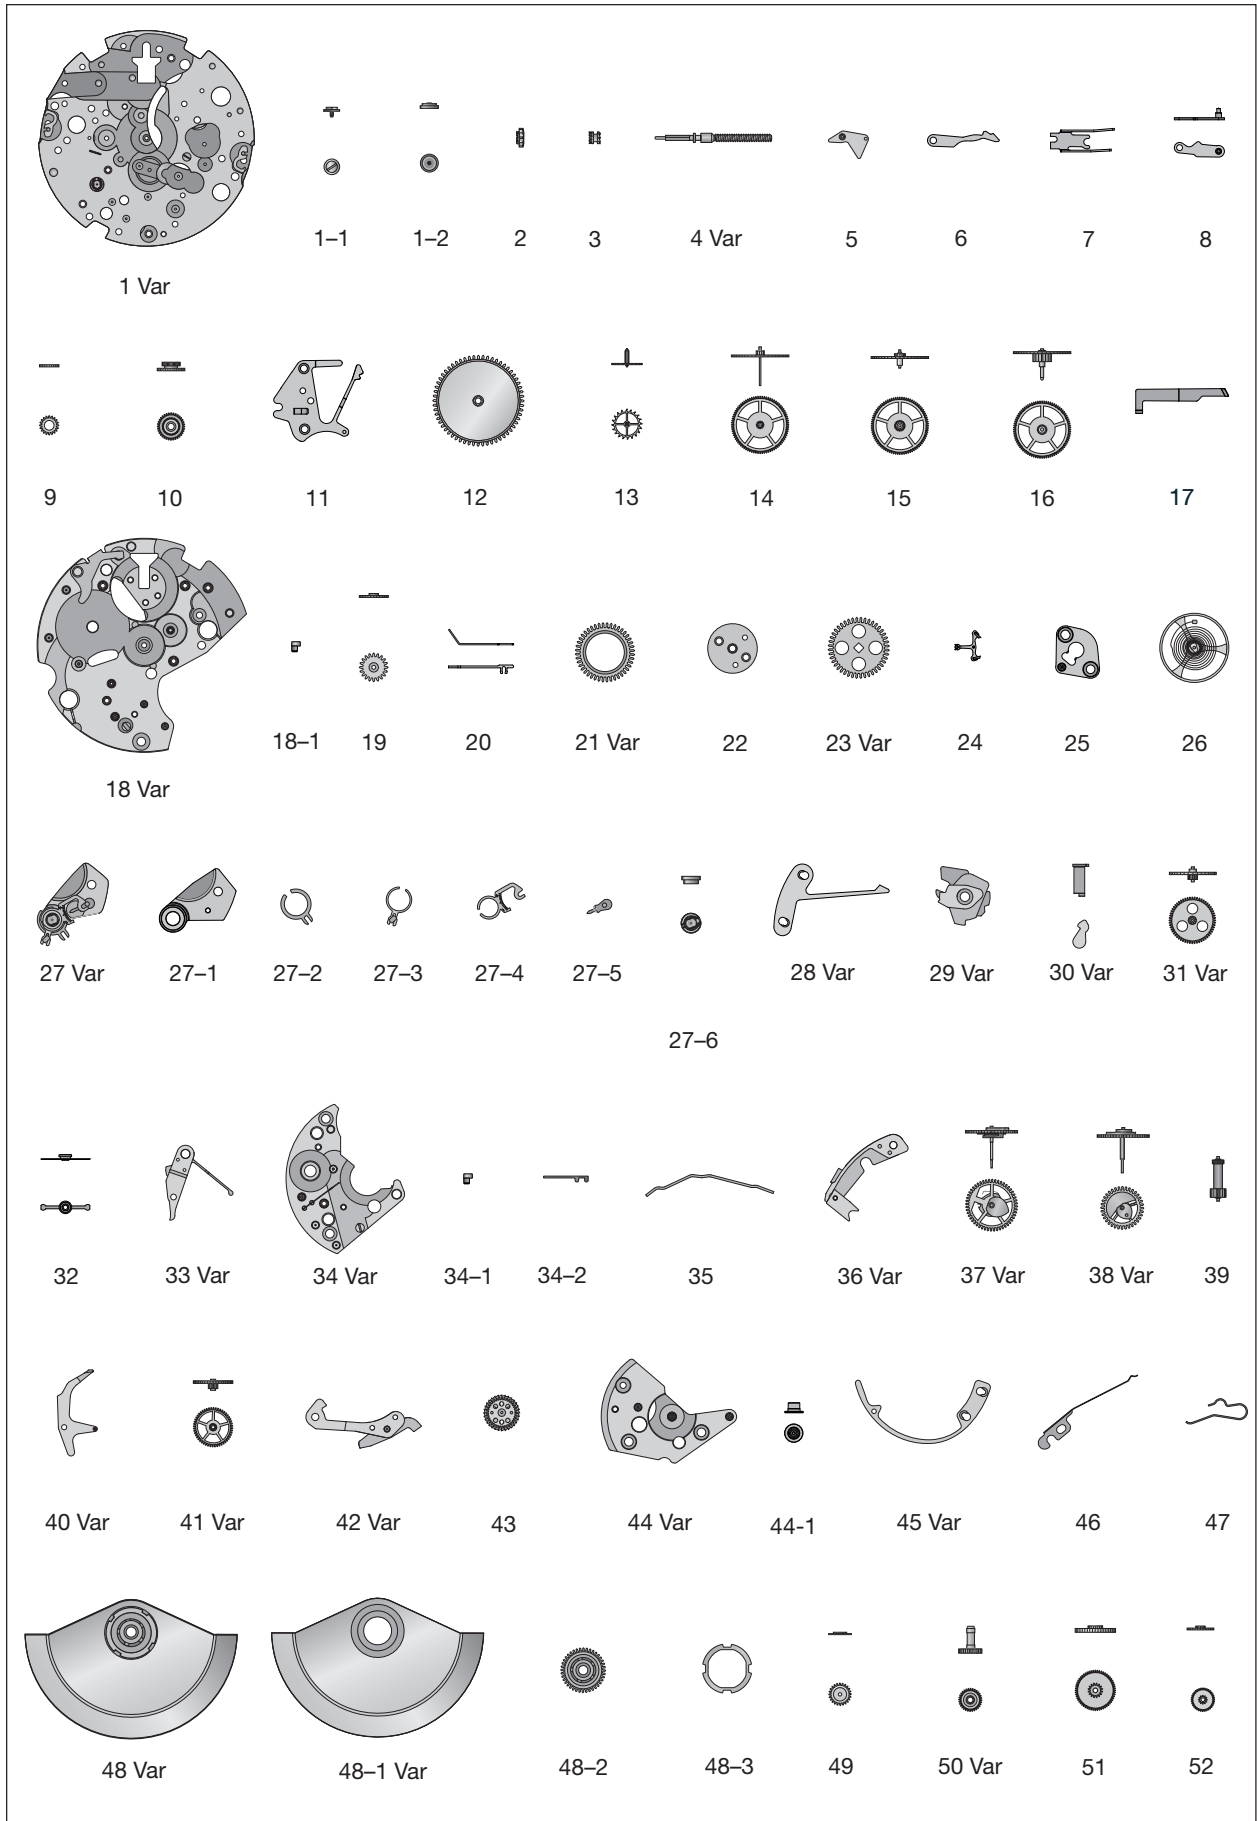 1–1 1–2 2 3 4 Var 5 6 7 8
1 Var
9 10 11 12 13 14 15 16 17
18–1 19 20 21 Var 22 23 Var 24 25 26
18 Var
27 Var 27–1 27–2 27–3 27–4 27–5 28 Var 29 Var 30 Var 31 Var
27–6
32 33 Var 34 Var 34–1 34–2 35 36 Var 37 Var 38 Var 39
40 Var 41 Var 42 Var 43 44 Var 44-1 45 Var 46 47
48 Var 48–1 Var 48–2 48–3 49 50 Var 51 52